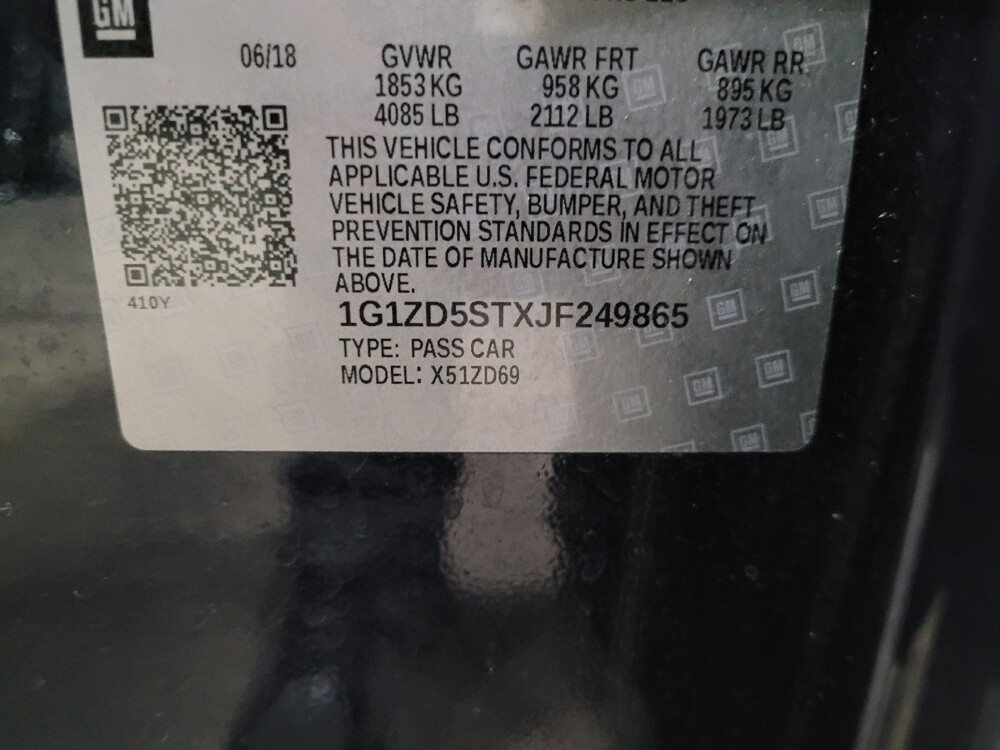 GM
06/18 GVWR GAWR FRT GAWR RR
1853 KG 958 KG 895 KG
4085 LB 2112 LB 1973 LB
THIS VEHICLE CONFORMS TO ALL
APPLICABLE U.S. FEDERAL MOTOR
VEHICLE SAFETY, BUMPER, AND THEFT
PREVENTION STANDARDS IN EFFECT ON
THE DATE OF MANUFACTURE SHOWN
ABOVE.
410Y
1G1ZD5STXJF249865
TYPE: PASS CAR
MODEL: X51ZD69